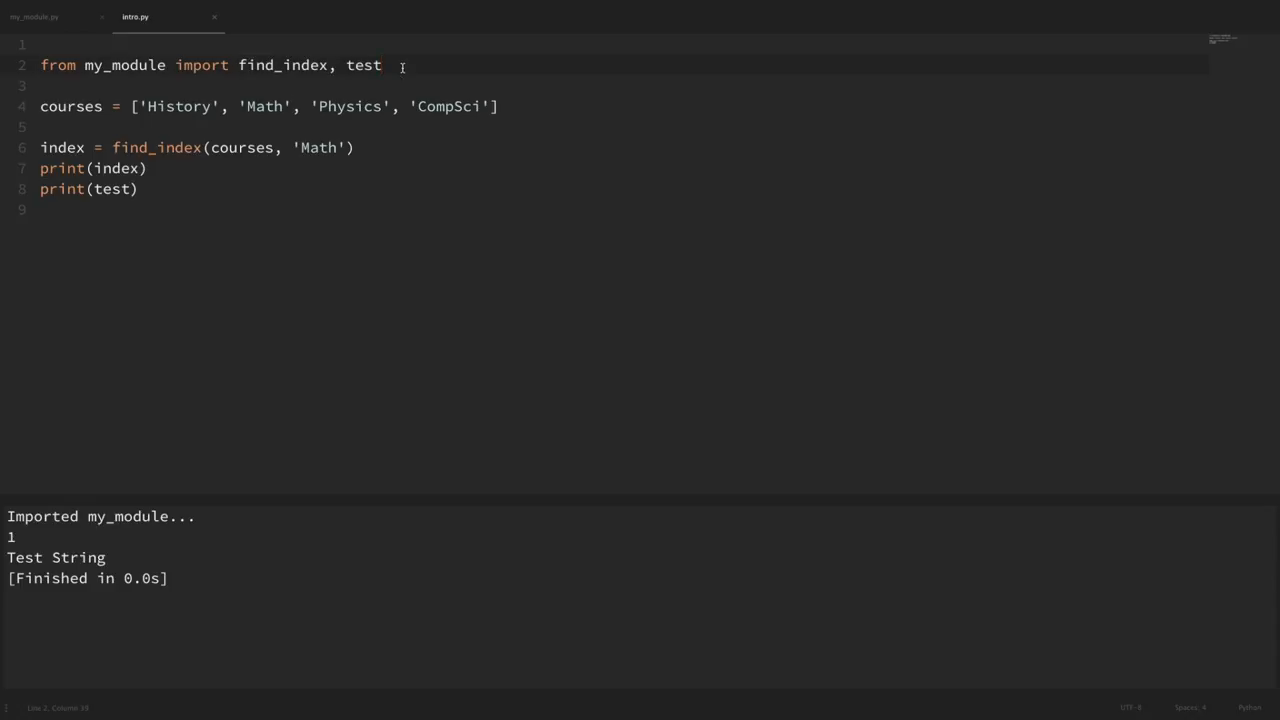 my_module.py × intro.py ×
1
2 from my_module import find_index, test
3
4 courses = ['History', 'Math', 'Physics', 'CompSci']
5
6 index = find_index(courses, 'Math')
7 print(index)
8 print(test)
9
Imported my_module...
1
Test String
[Finished in 0.0s]
Line 2, Column 39 UTF-8 Spaces: 4 Python